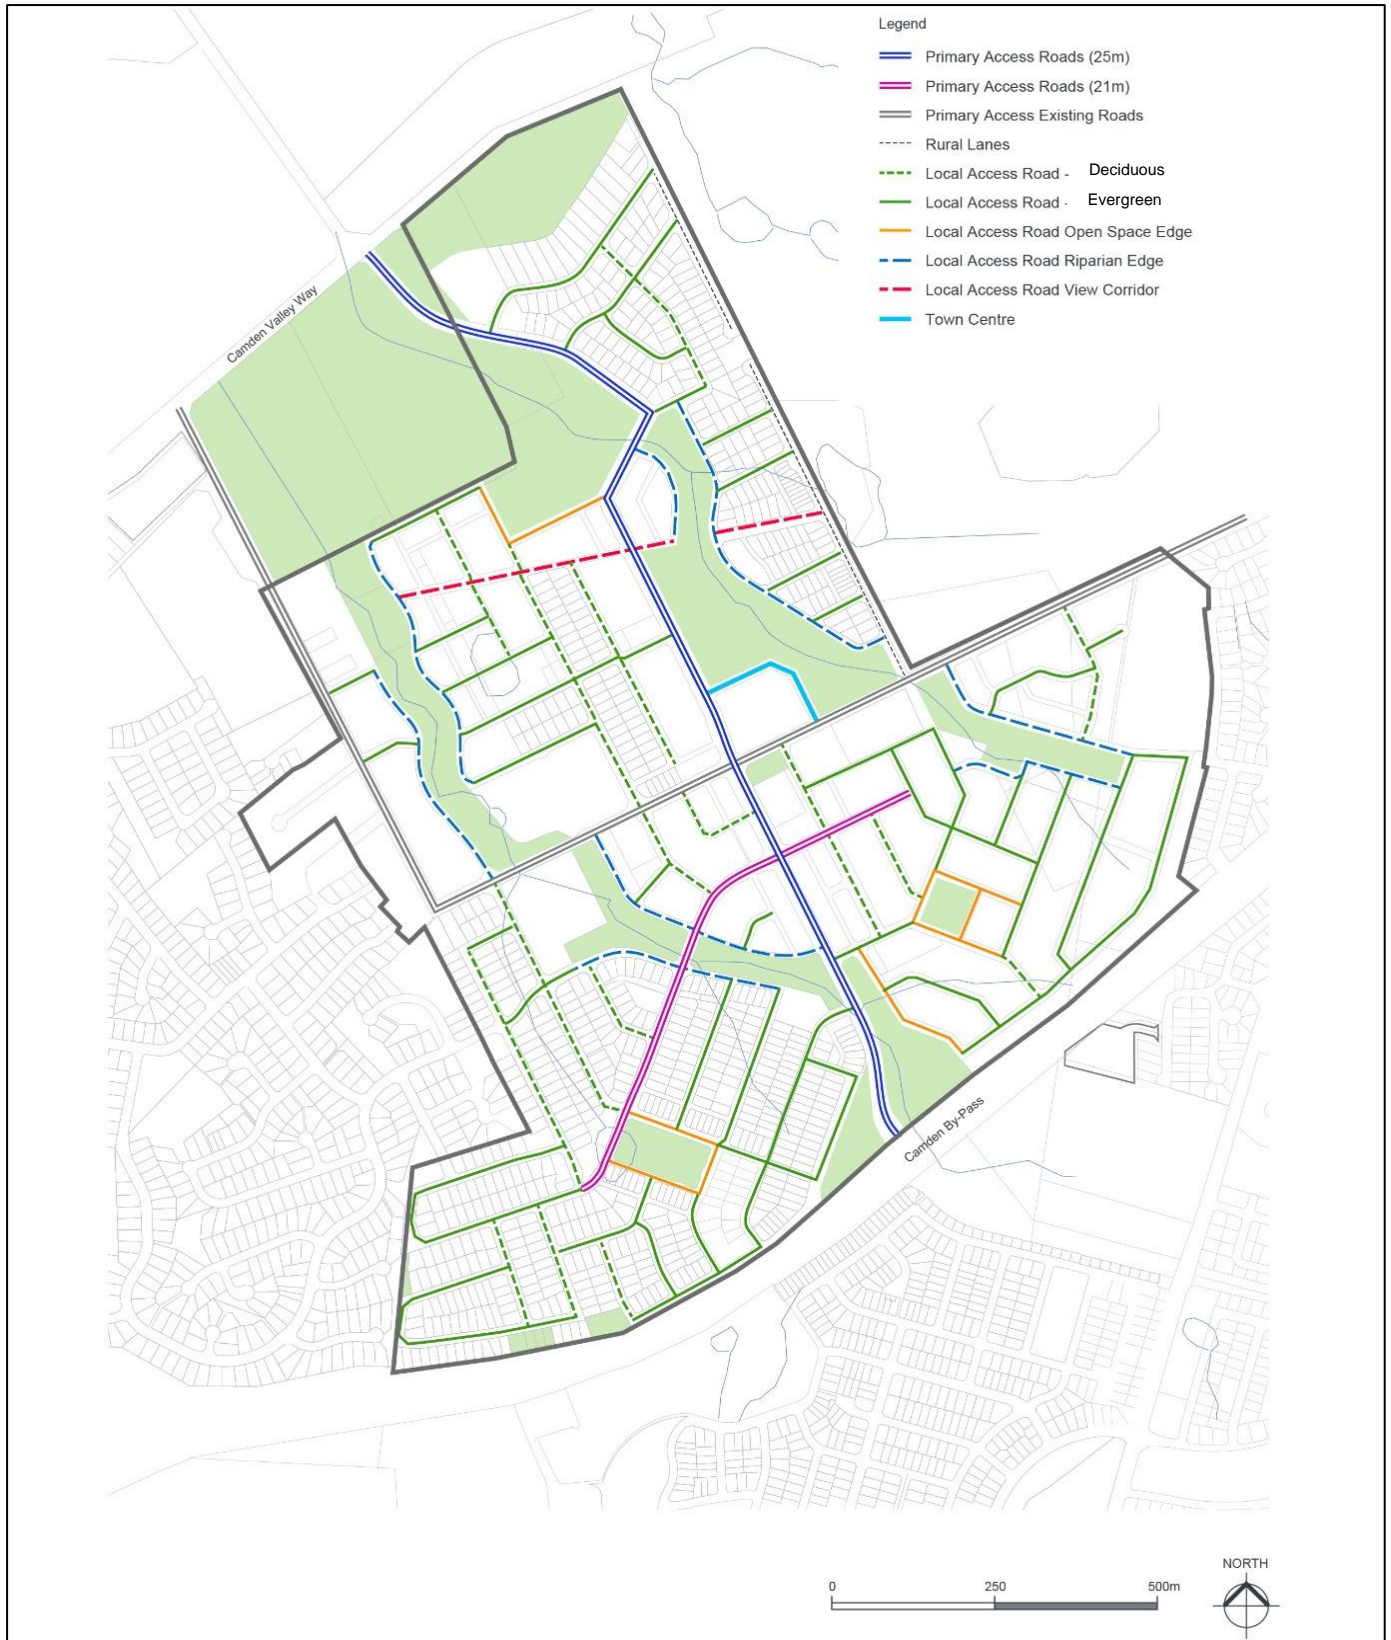 Legend
Primary Access Roads (25m)
Primary Access Roads (21m)
Primary Access Existing Roads
Rural Lanes
Local Access Road - Deciduous
Local Access Road - Evergreen
Local Access Road Open Space Edge
Local Access Road Riparian Edge
Local Access Road View Corridor
Town Centre
Camden Valley Way
Camden By-Pass
NORTH
0 250 500m